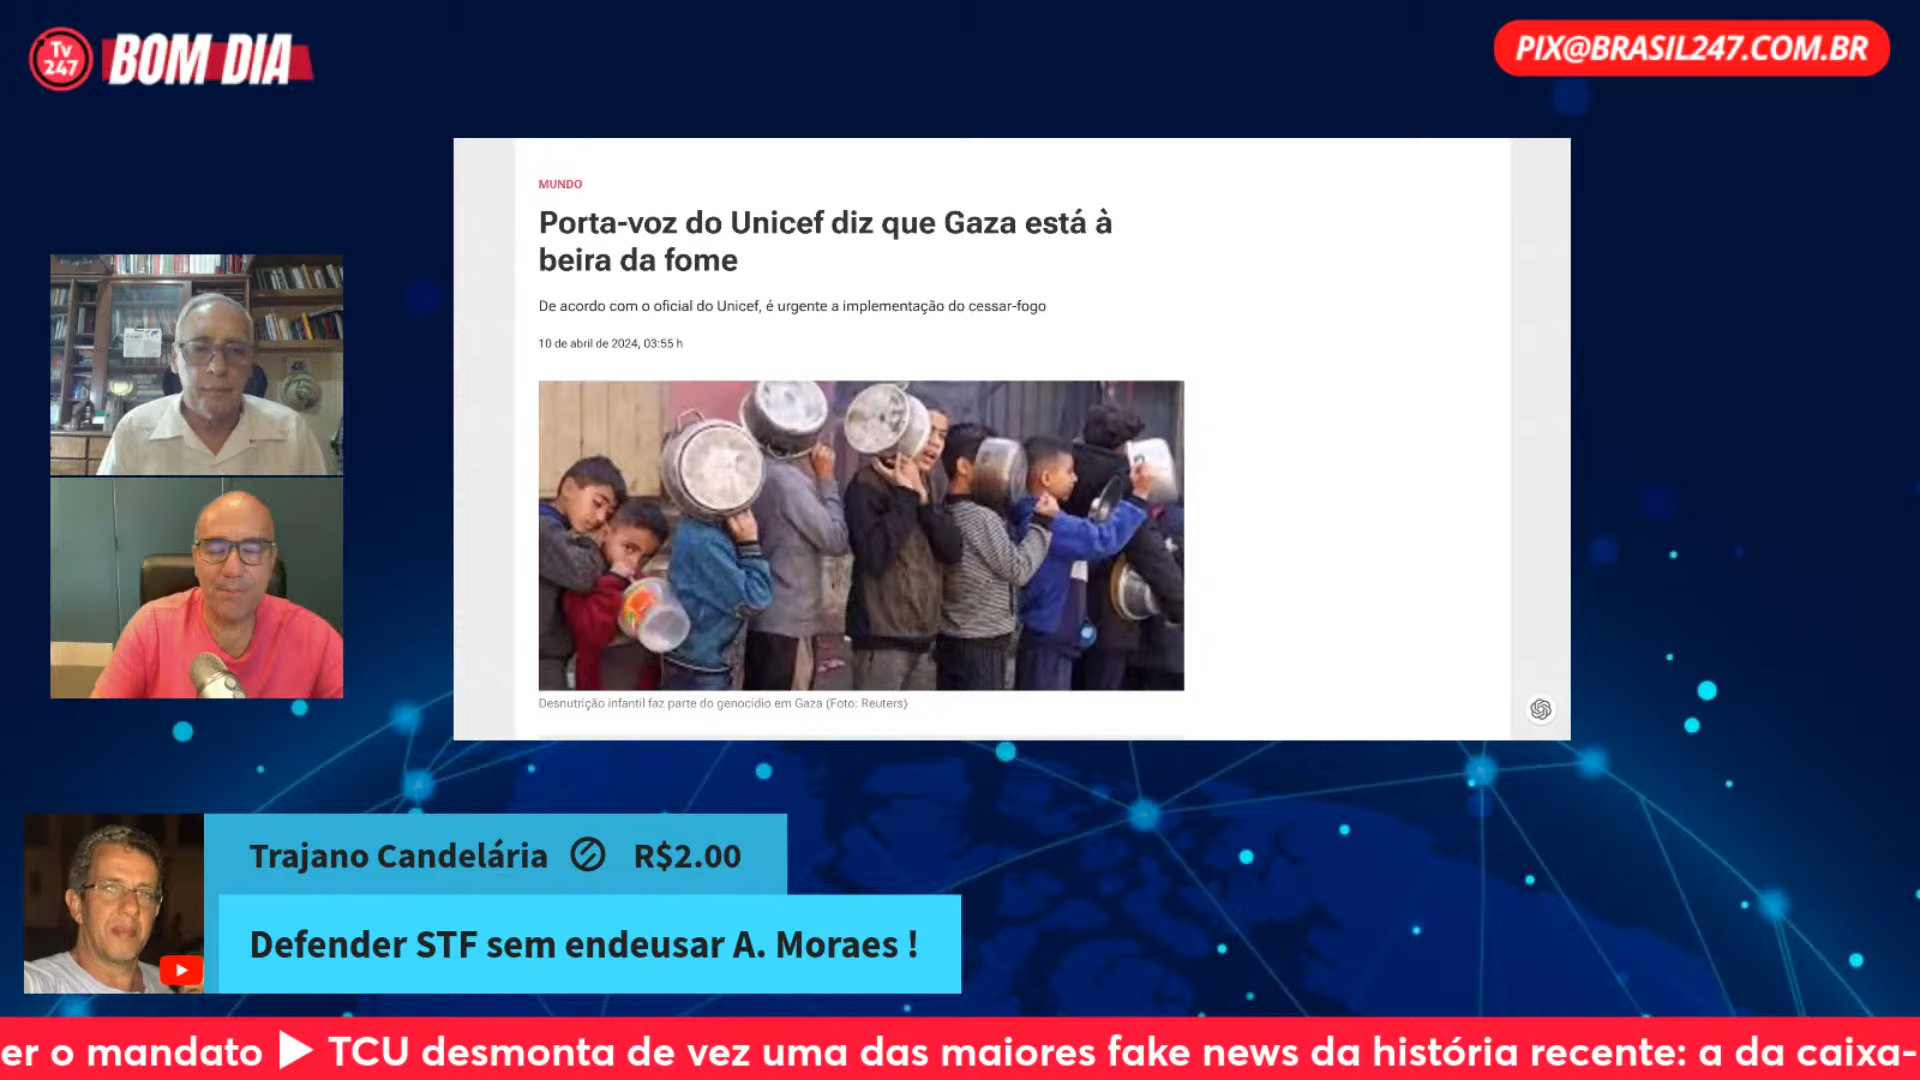 Tv
247
BOM DIA
PIX@BRASIL247.COM.BR
MUNDO
Porta-voz do Unicef diz que Gaza está à
beira da fome
De acordo com o oficial do Unicef, é urgente a implementação do cessar-fogo
10 de abril de 2024, 03:55 h
Desnutrição infantil faz parte do genocídio em Gaza (Foto: Reuters)
Trajano Candelária R$2.00
Defender STF sem endeusar A. Moraes !
er o mandato ▶ TCU desmonta de vez uma das maiores fake news da história recente: a da caixa-